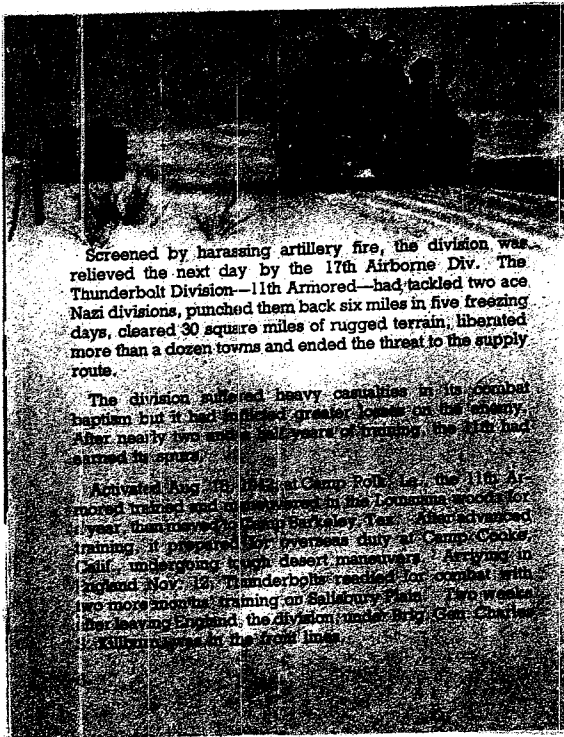 Screened by harassing artillery fire, the division was
relieved the next day by the 17th Airborne Div. The
Thunderbolt Division—11th Armored—had tackled two ace
Nazi divisions, punched them back six miles in five freezing
days, cleared 30 square miles of rugged terrain, liberated
more than a dozen towns and ended the threat to the supply
route.
The division suffered heavy casualties in its combat
baptism but it had inflicted greater losses on the enemy.
After nearly two and a half years of training, the 11th had
earned its spurs.
Activated Aug. 1942, at Camp Polk, La., the 11th Ar-
mored trained and maneuvered in the Louisiana woods for
year, then moved to Camp Barkeley, Tex. After advanced
training, it prepared for overseas duty at Camp Cooke,
Calif., undergoing tough desert maneuvers. Arriving in
England Nov. 12, Thunderbolts readied for combat with
two more months' training on Salisbury Plain. Two weeks
after leaving England, the division, under Brig. Gen. Charles
Kilburn, was in the front lines.